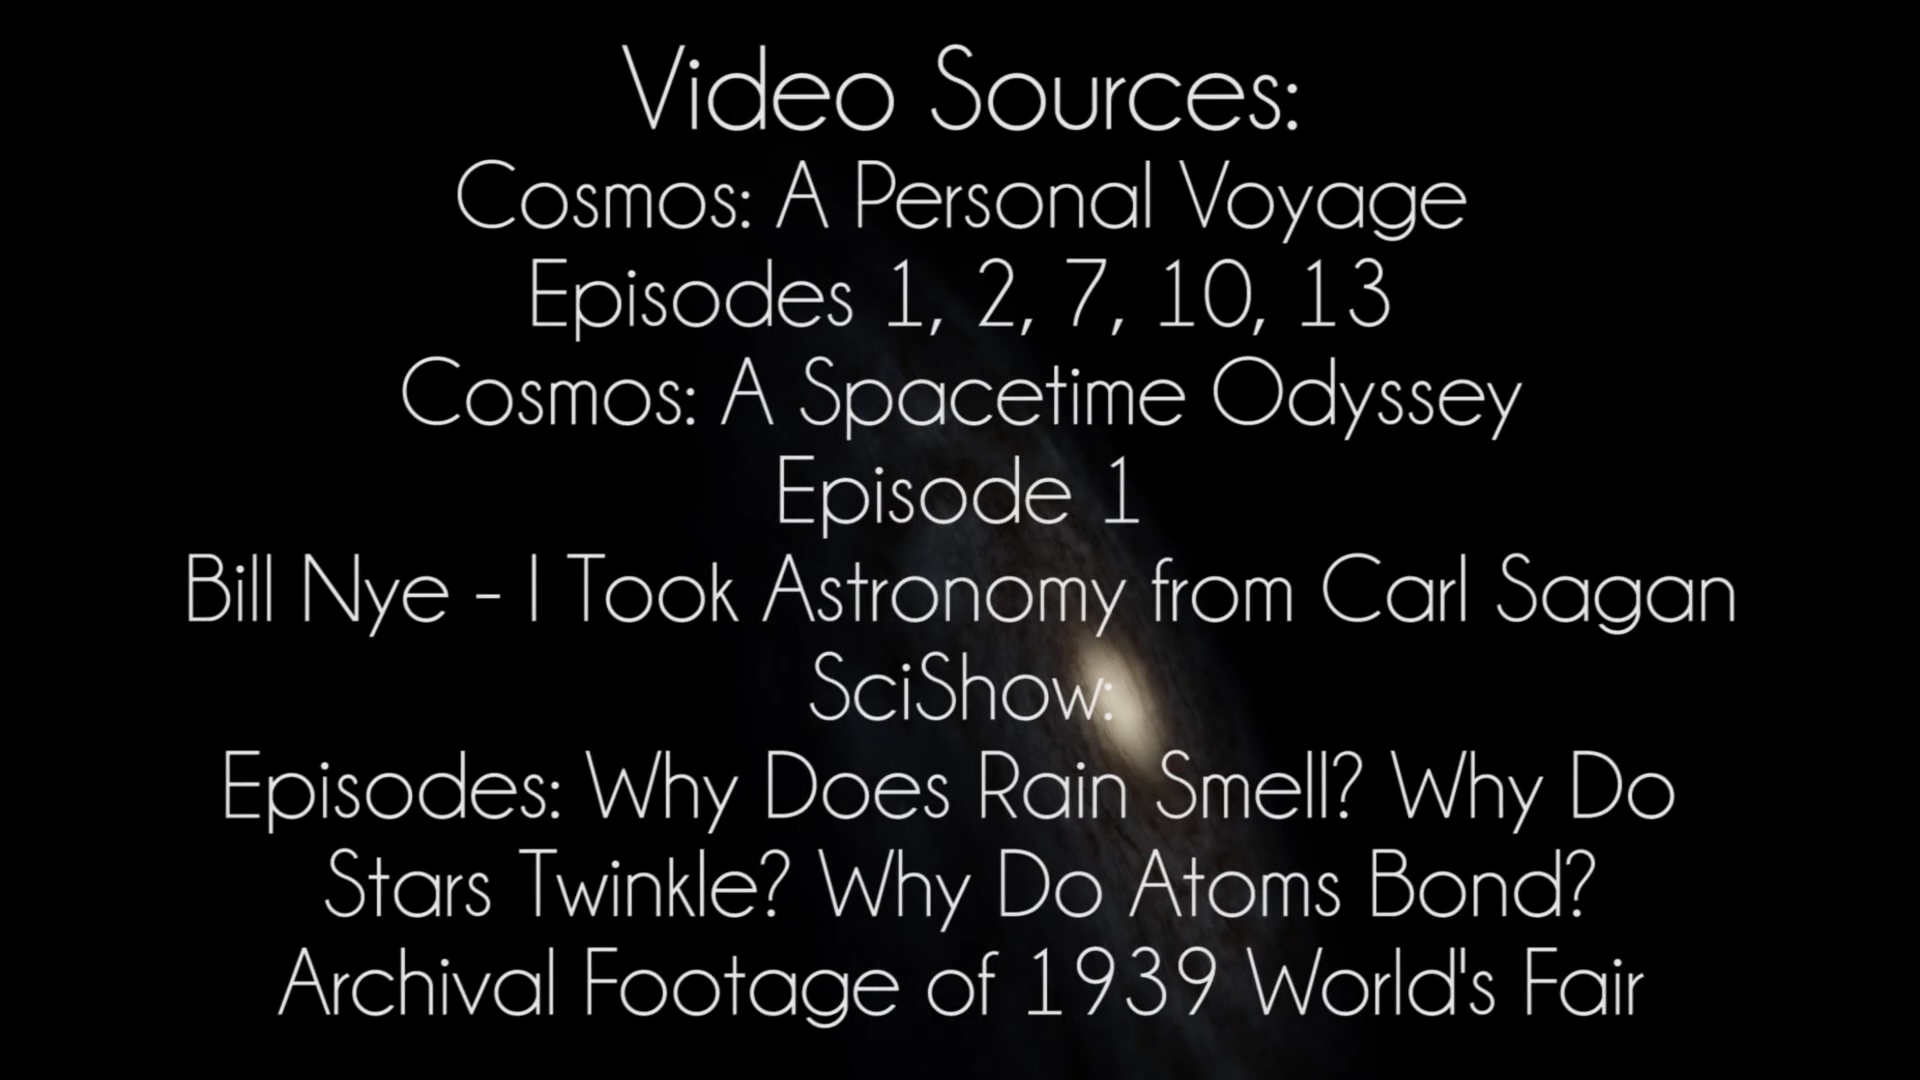 Video Sources:
Cosmos: A Personal Voyage
Episodes 1, 2, 7, 10, 13
Cosmos: A Spacetime Odyssey
Episode 1
Bill Nye - I Took Astronomy from Carl Sagan
SciShow:
Episodes: Why Does Rain Smell? Why Do
Stars Twinkle? Why Do Atoms Bond?
Archival Footage of 1939 World's Fair